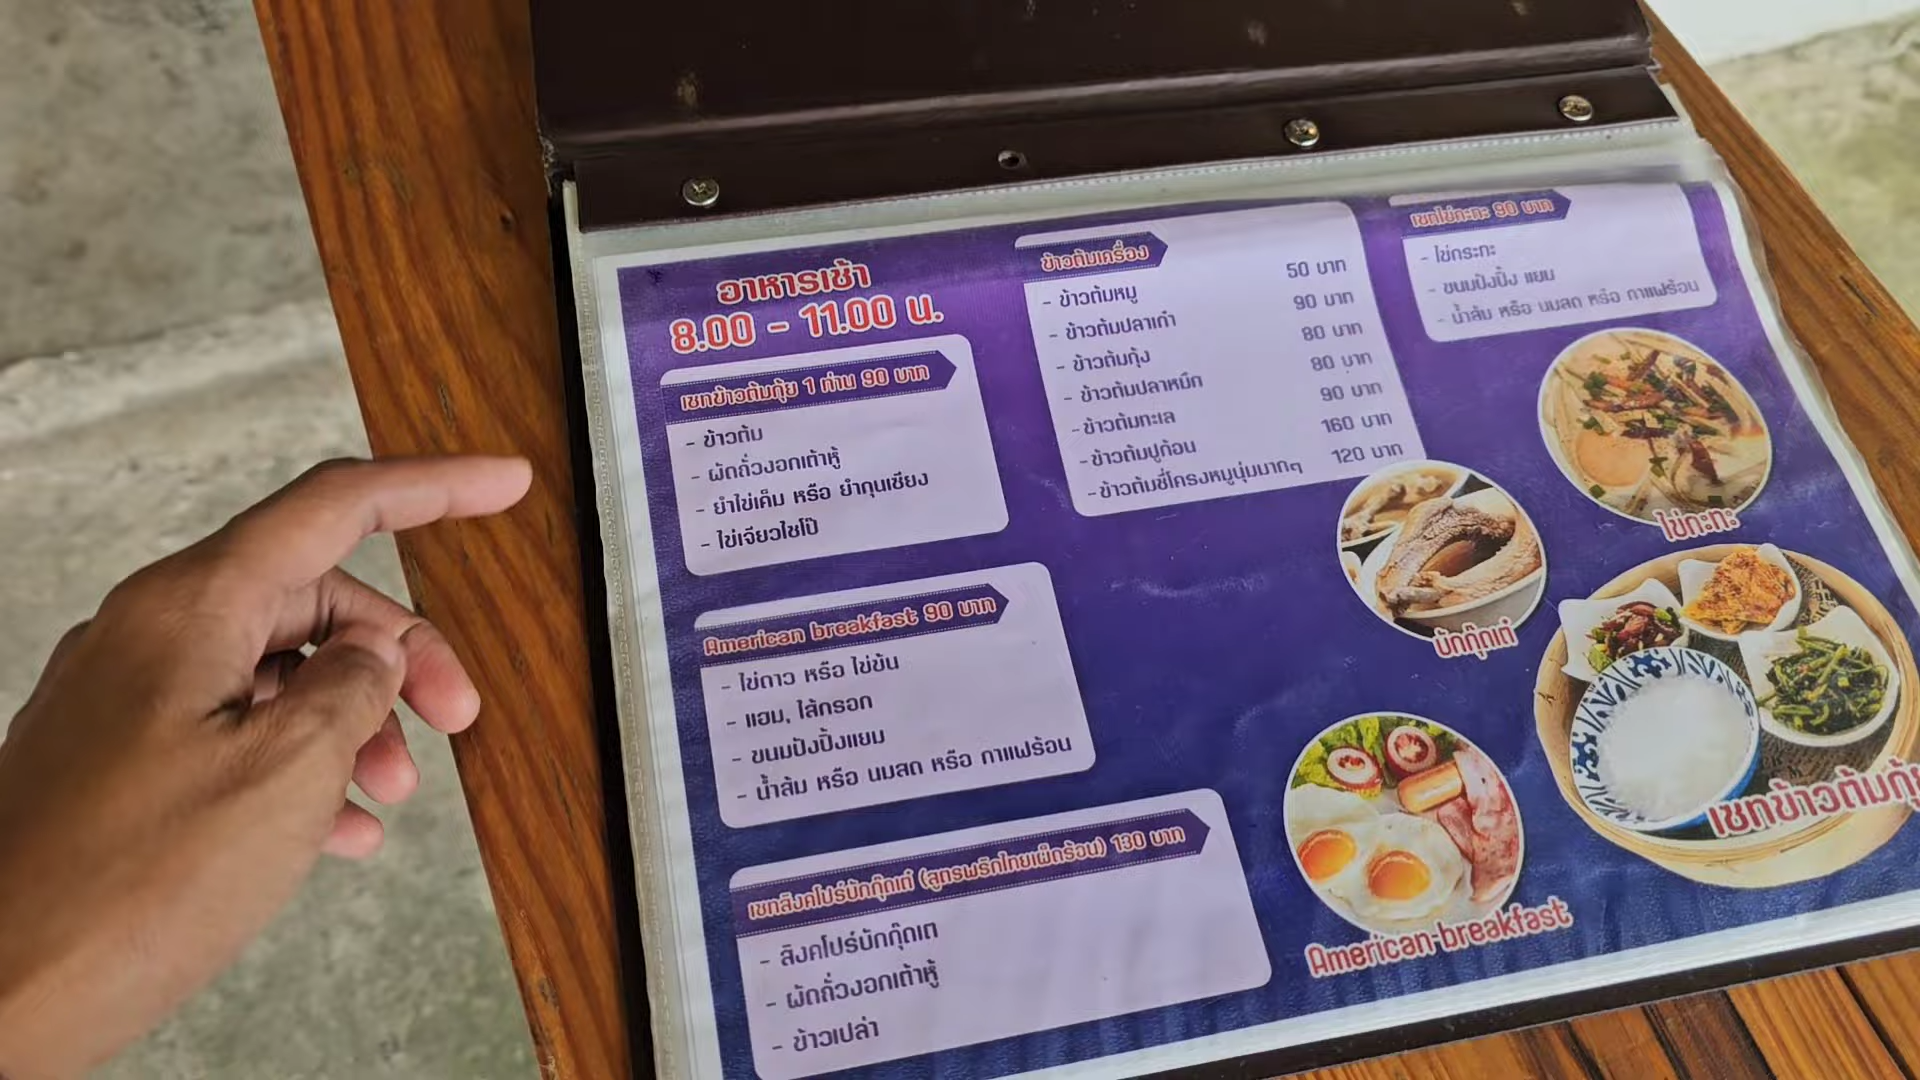 อาหารเช้า
8.00 - 11.00 น.
เซทข้าวต้มกุ๊ย 1 ท่าน 90 บาท
- ข้าวต้ม
- ผัดถั่วงอกเต้าหู้
- ยำไข่เค็ม หรือ ยำกุนเชียง
- ไข่เจียวไชโป๊
American breakfast 90 บาท
- ไข่ดาว หรือ ไข่ข้น
- แฮม, ไส้กรอก
- ขนมปังปิ้งแยม
- น้ำส้ม หรือ นมสด หรือ กาแฟร้อน
เซทสิงคโปร์บักกุ๊ดเต๋ (สูตรพริกไทยเผ็ดร้อน) 130 บาท
- สิงคโปร์บักกุ๊ดเต
- ผัดถั่วงอกเต้าหู้
- ข้าวเปล่า
ข้าวต้มเครื่อง
- ข้าวต้มหมู 50 บาท
- ข้าวต้มปลาเก๋า 90 บาท
- ข้าวต้มกุ้ง 80 บาท
- ข้าวต้มปลาหมึก 80 บาท
- ข้าวต้มทะเล 90 บาท
- ข้าวต้มปูก้อน 160 บาท
- ข้าวต้มซี่โครงหมูนุ่มมากๆ 120 บาท
เซทไข่กะทะ 90 บาท
- ไข่กระทะ
- ขนมปังปิ้ง แยม
- น้ำส้ม หรือ นมสด หรือ กาแฟร้อน
ไข่กะทะ
บักกุ๊ดเต๋
เซทข้าวต้มกุ๊ย
American-breakfast